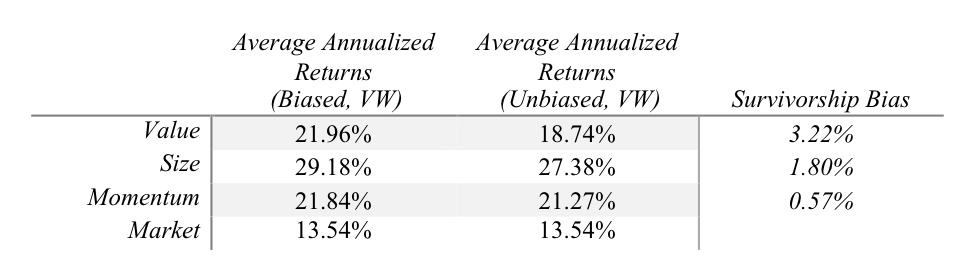 Average Annualized Average Annualized
Returns Returns
(Biased, VW) (Unbiased, VW) Survivorship Bias
Value 21.96% 18.74% 3.22%
Size 29.18% 27.38% 1.80%
Momentum 21.84% 21.27% 0.57%
Market 13.54% 13.54%